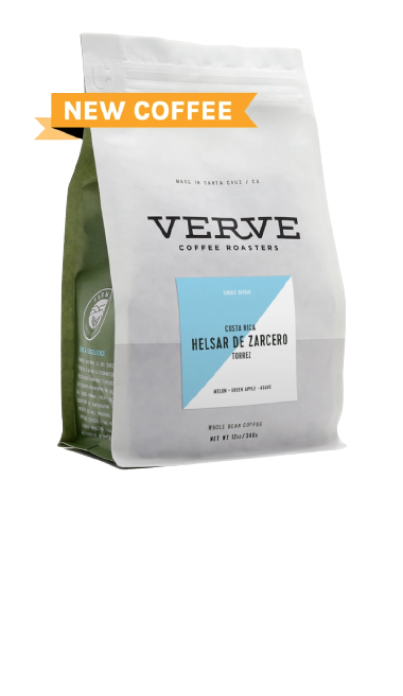 NEW COFFEE
MADE IN SANTA CRUZ / CA
VERVE
COFFEE ROASTERS
SINGLE ORIGIN
COSTA RICA
HELSAR DE ZARCERO
TORREZ
MELON · GREEN APPLE · AGAVE
WHOLE BEAN COFFEE
NET WT 12oz / 340g